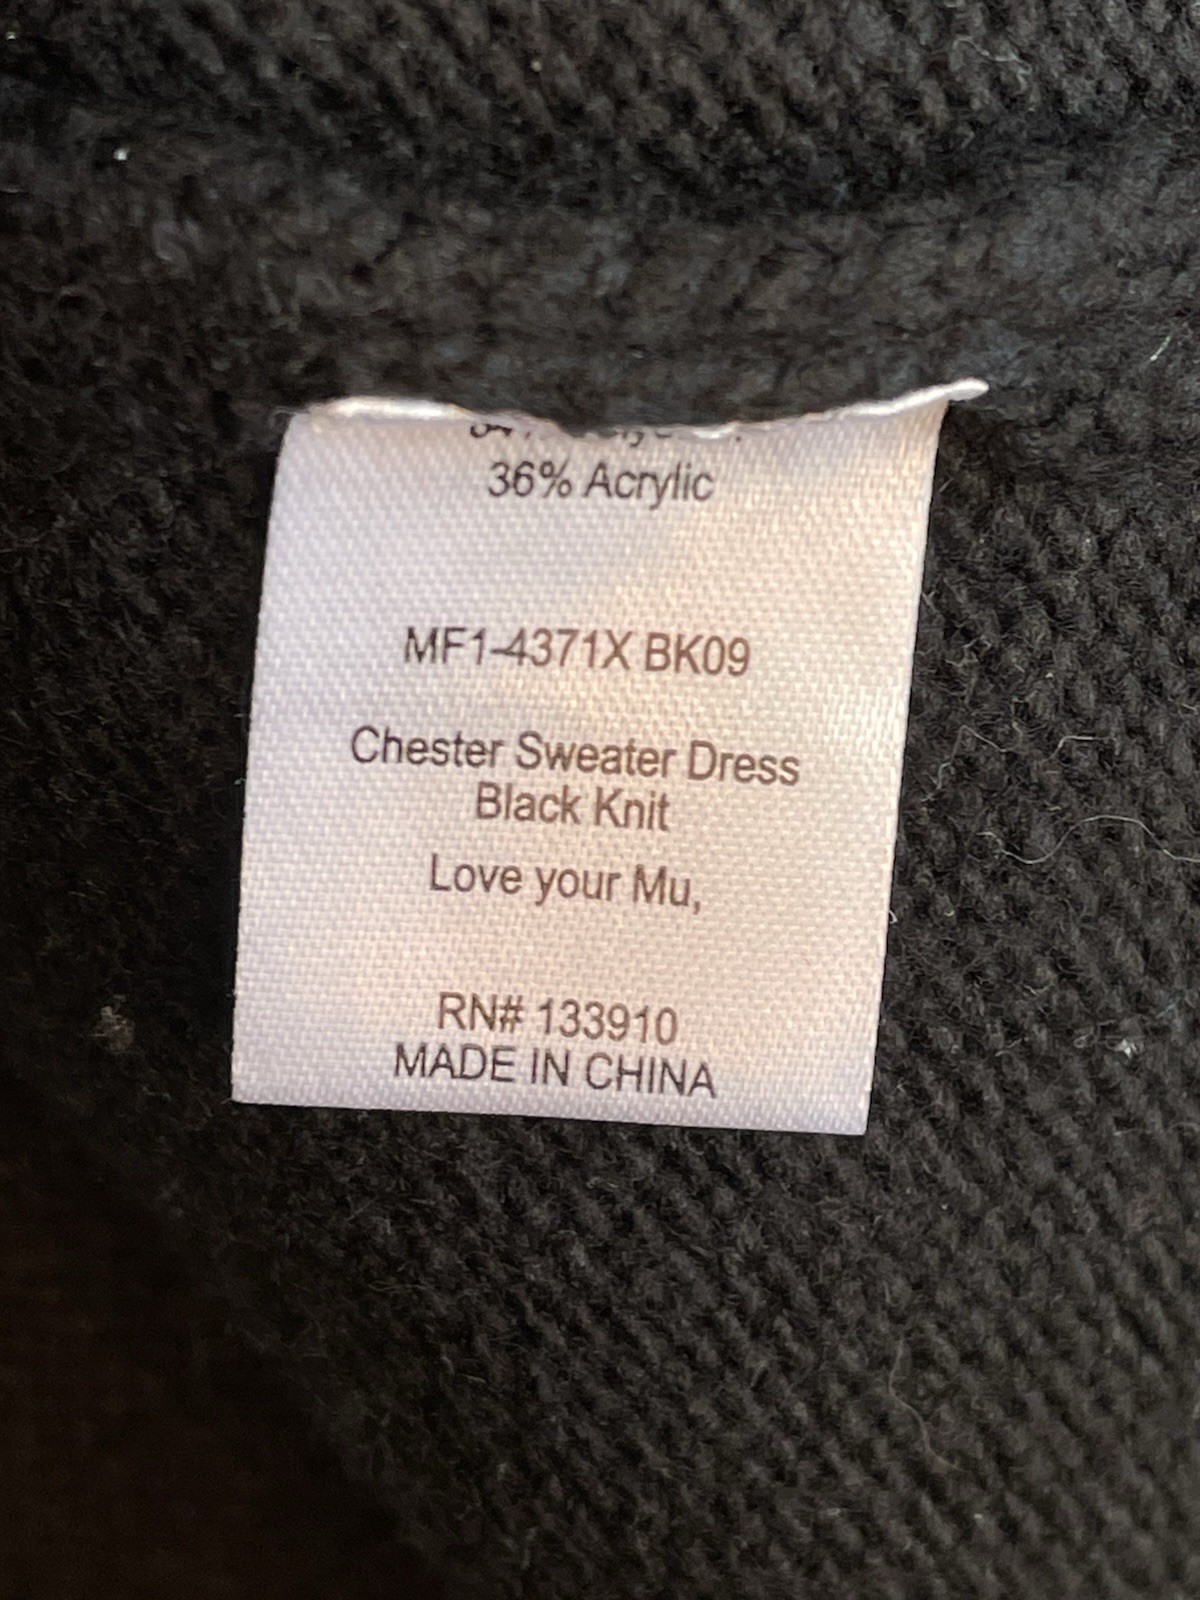 36% Acrylic
MF1-4371X BK09
Chester Sweater Dress
Black Knit
Love your Mu,
RN# 133910
MADE IN CHINA